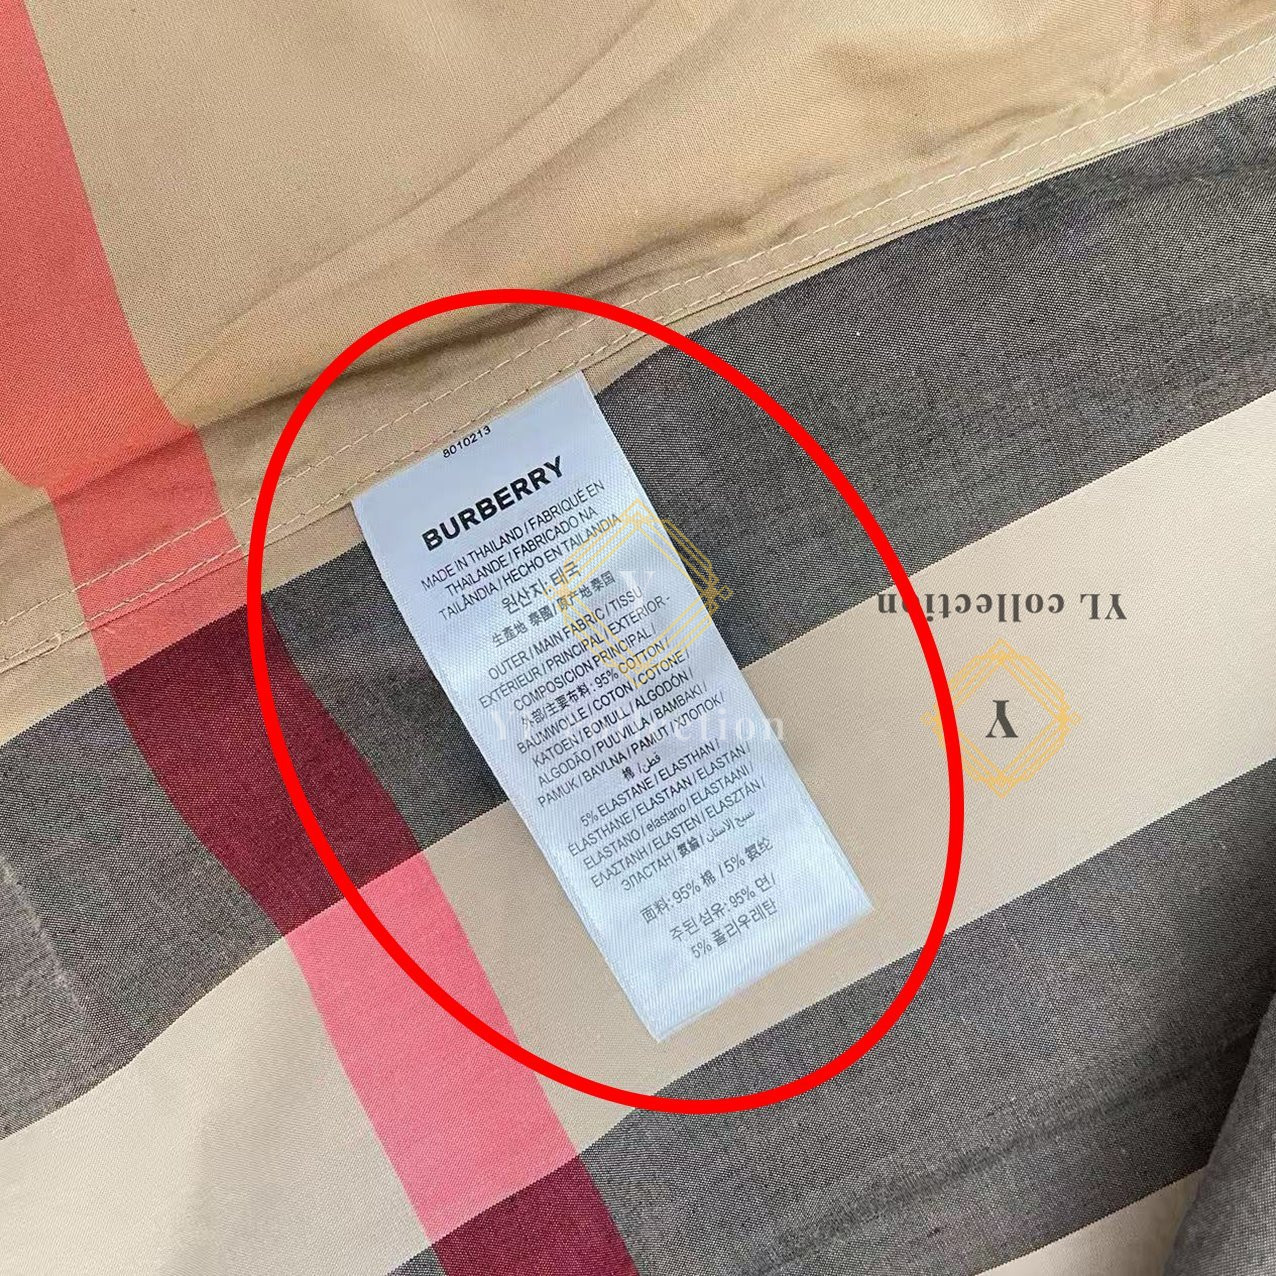 8010213
BURBERRY
MADE IN THAILAND / FABRIQUÉ EN
THAILANDE / FABRICADO NA
TAILÂNDIA / HECHO EN TAILANDIA
원산지: 태국
生產地 泰國 / 原产地 泰国
OUTER / MAIN FABRIC / TISSU
EXTÉRIEUR / PRINCIPAL / EXTERIOR-
COMPOSICION PRINCIPAL /
外部/主要布料: 95% COTTON /
BAUMWOLLE / COTON / COTONE /
KATOEN / BOMULL / ALGODÓN /
ALGODÃO / PUUVILLA / BAMBAKI /
PAMUK / BAVLNA / PAMUT / ХЛОПОК /
棉 / قطن
5% ELASTANE / ELASTHAN /
ELASTHANE / ELASTAAN / ELASTAN /
ELASTANO / elastano / ELASTAANI /
ΕΛΑΣΤΑΝΗ / ELASTEN / ELASZTÁN /
ЭЛАСТАН / 氨綸 /
面料: 95% 棉 / 5% 氨纶
주된 섬유: 95% 면 /
5% 폴리우레탄
Y
YL collection
YL collection
Y